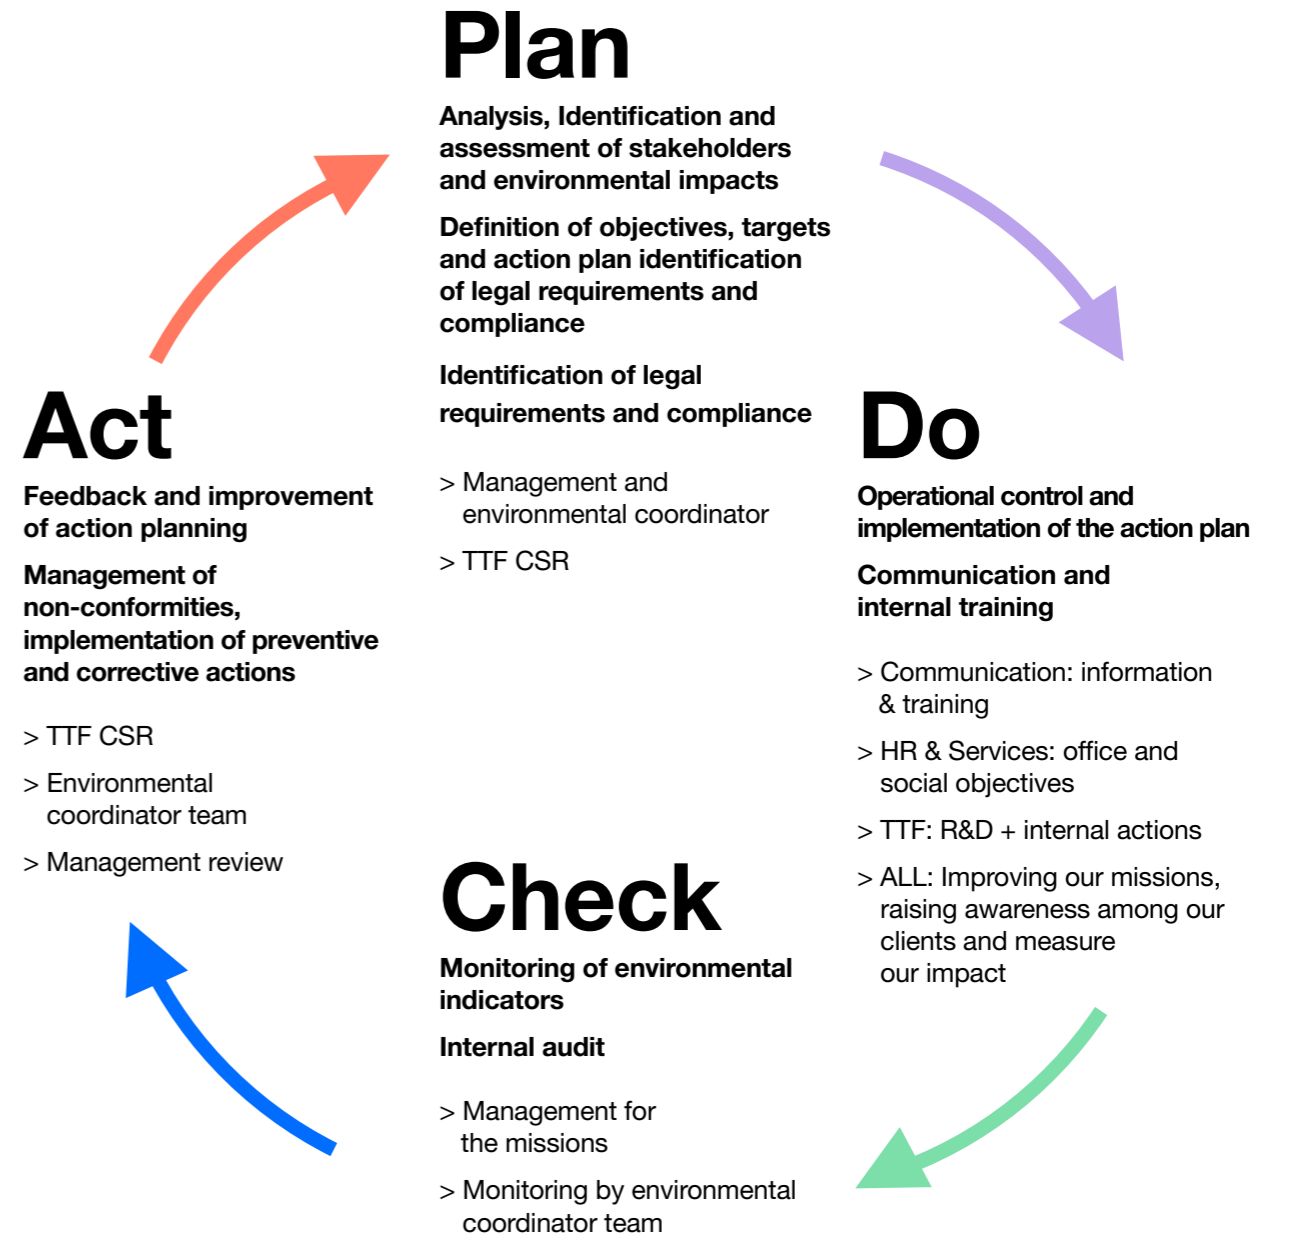 Plan
Analysis, Identification and
assessment of stakeholders
and environmental impacts
Definition of objectives, targets
and action plan identification
of legal requirements and
compliance
Identification of legal
requirements and compliance
> Management and
environmental coordinator
> TTF CSR
Do
Operational control and
implementation of the action plan
Communication and
internal training
> Communication: information
& training
> HR & Services: office and
social objectives
> TTF: R&D + internal actions
> ALL: Improving our missions,
raising awareness among our
clients and measure
our impact
Check
Monitoring of environmental
indicators
Internal audit
> Management for
the missions
> Monitoring by environmental
coordinator team
Act
Feedback and improvement
of action planning
Management of
non-conformities,
implementation of preventive
and corrective actions
> TTF CSR
> Environmental
coordinator team
> Management review